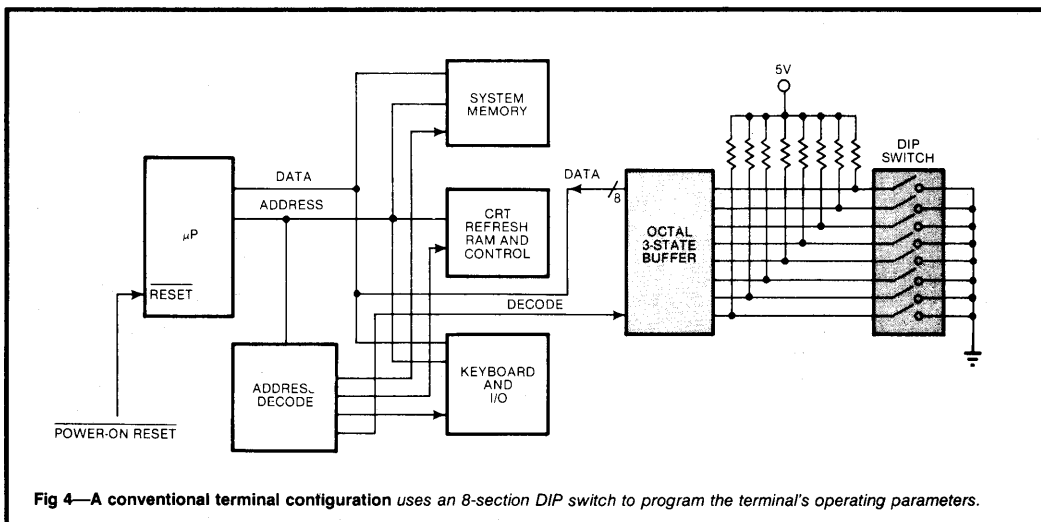 SYSTEM
MEMORY
5V
DIP
SWITCH
DATA
ADDRESS
μP
RESET
CRT
REFRESH
RAM AND
CONTROL
DATA
8
OCTAL
3-STATE
BUFFER
DECODE
ADDRESS
DECODE
KEYBOARD
AND
I/O
POWER-ON RESET
Fig 4—A conventional terminal configuration uses an 8-section DIP switch to program the terminal's operating parameters.